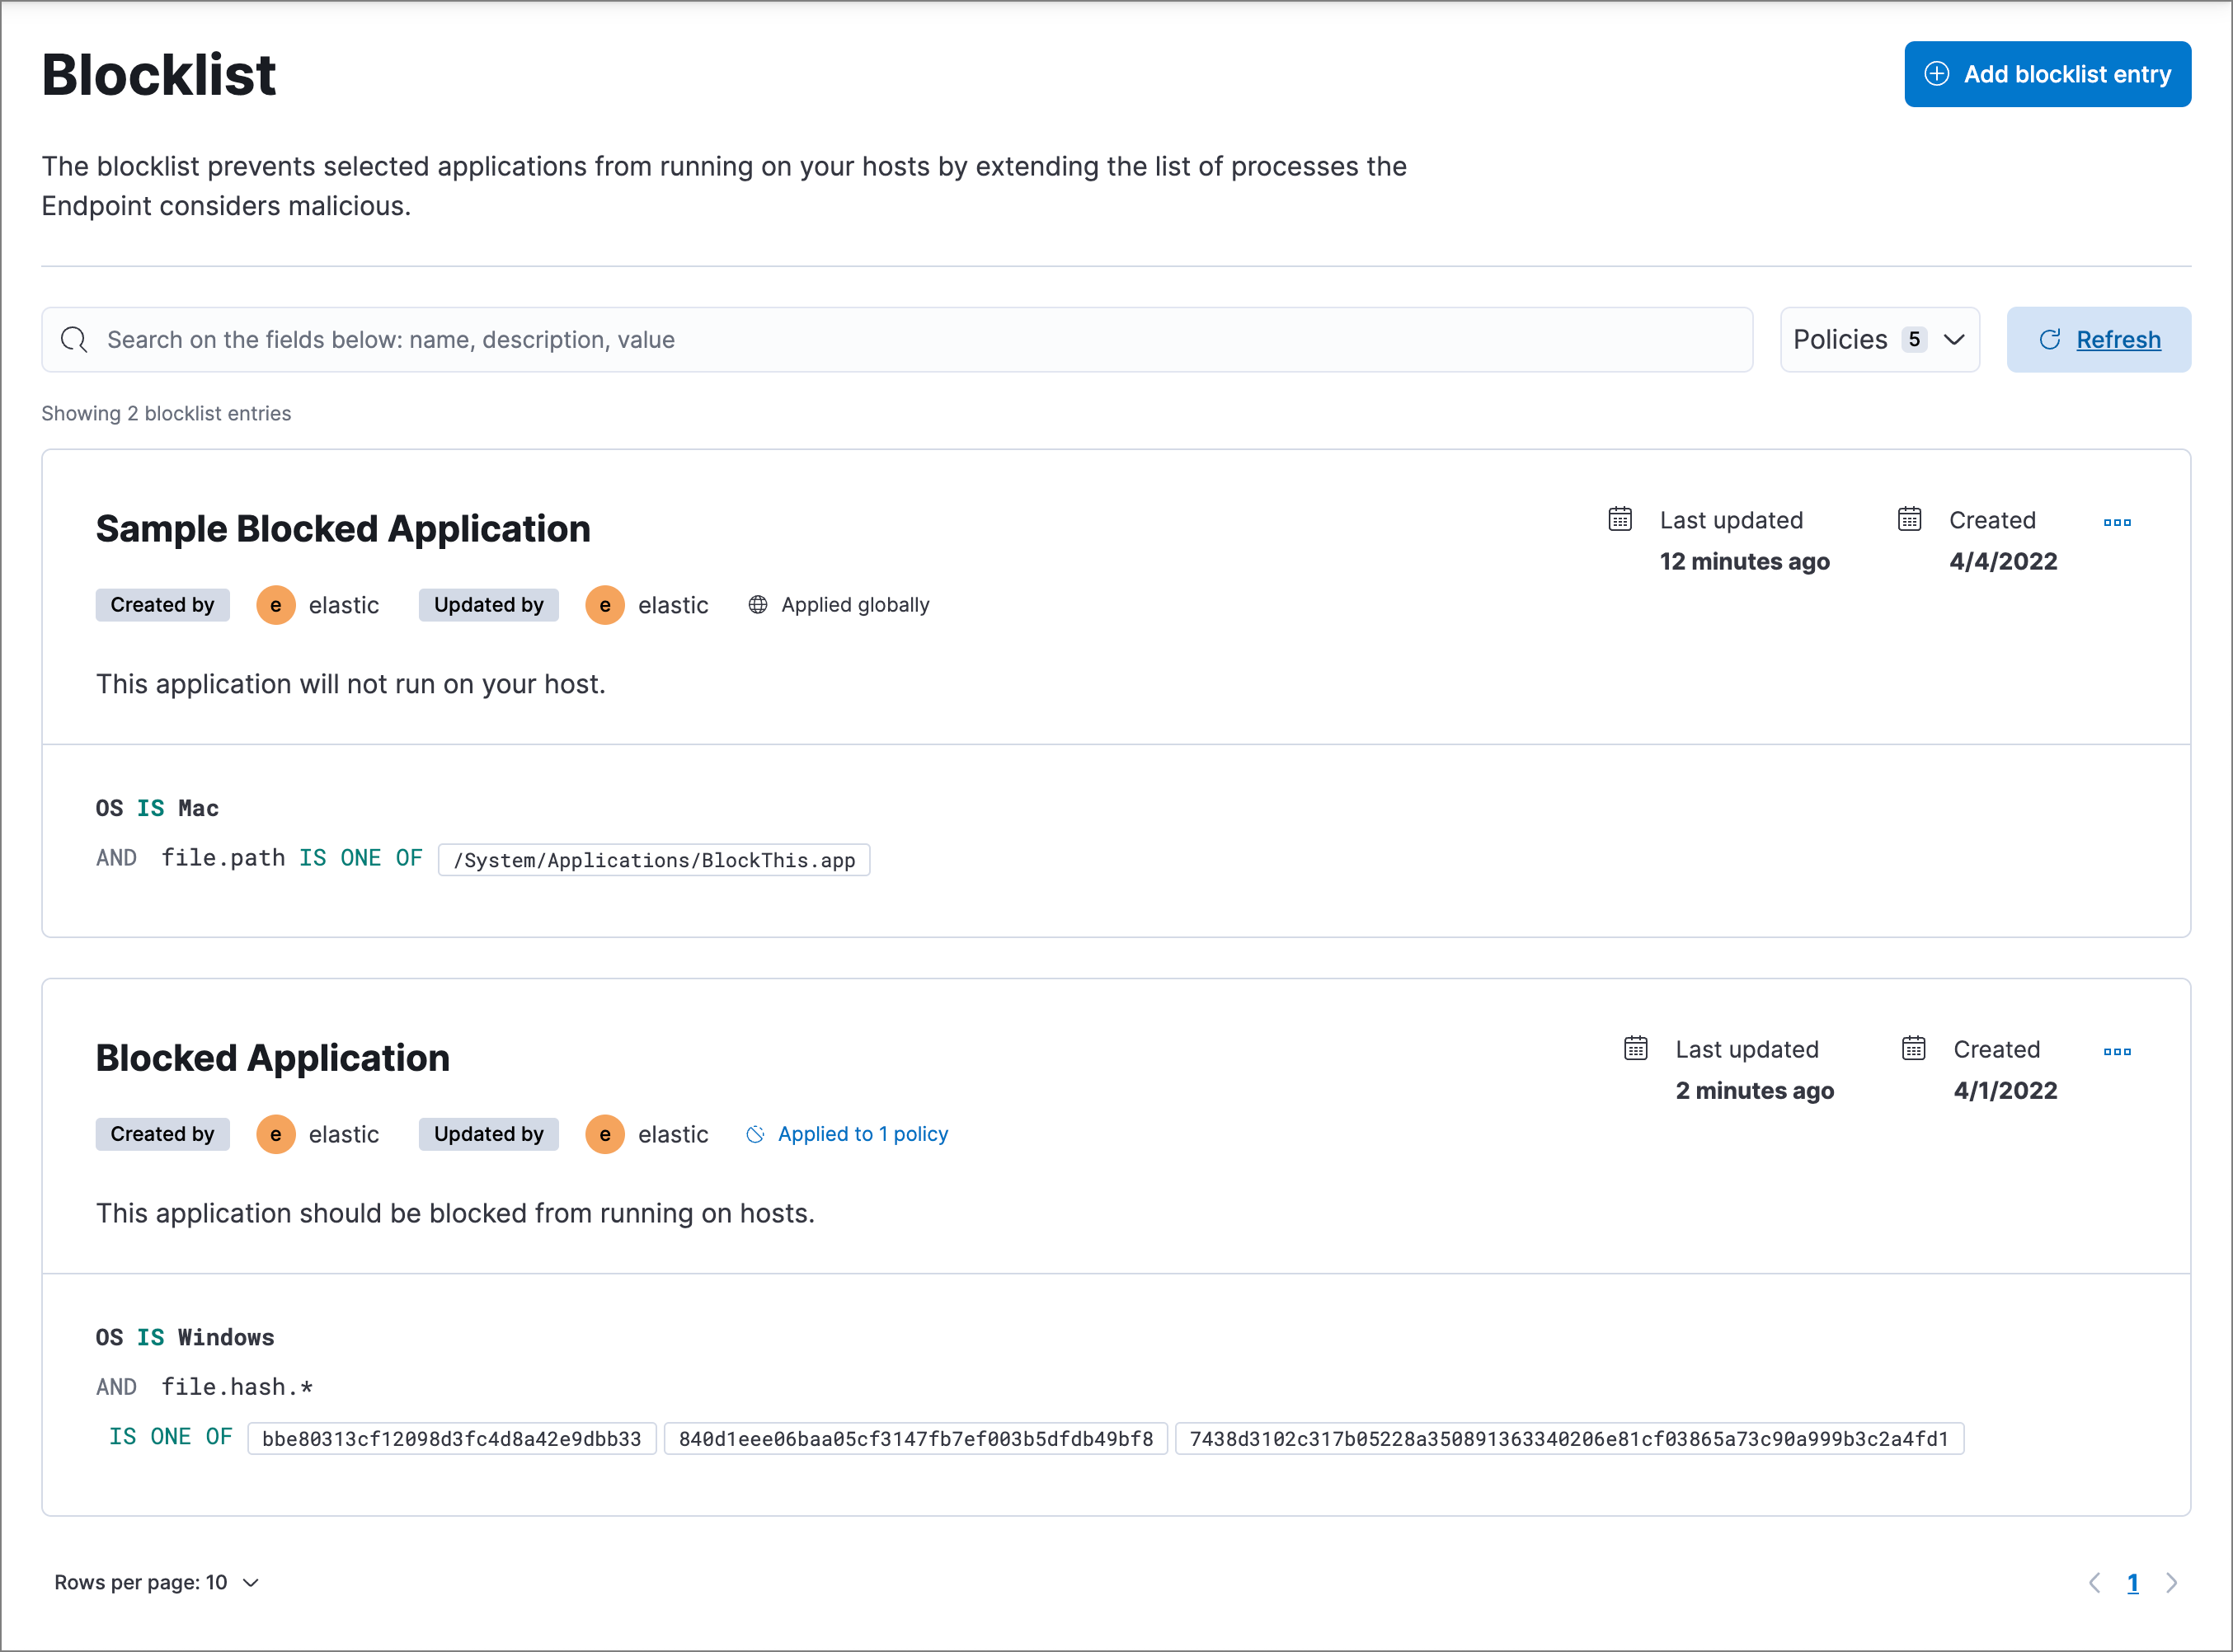 Blocklist
Add blocklist entry
The blocklist prevents selected applications from running on your hosts by extending the list of processes the
Endpoint considers malicious.
Search on the fields below: name, description, value
Policies 5
Refresh
Showing 2 blocklist entries
Sample Blocked Application
Last updated
12 minutes ago
Created
4/4/2022
Created by e elastic Updated by e elastic Applied globally
This application will not run on your host.
OS IS Mac
AND file.path IS ONE OF /System/Applications/BlockThis.app
Blocked Application
Last updated
2 minutes ago
Created
4/1/2022
Created by e elastic Updated by e elastic Applied to 1 policy
This application should be blocked from running on hosts.
OS IS Windows
AND file.hash.*
IS ONE OF bbe80313cf12098d3fc4d8a42e9dbb33 840d1eee06baa05cf3147fb7ef003b5dfdb49bf8 7438d3102c317b05228a350891363340206e81cf03865a73c90a999b3c2a4fd1
Rows per page: 10
1